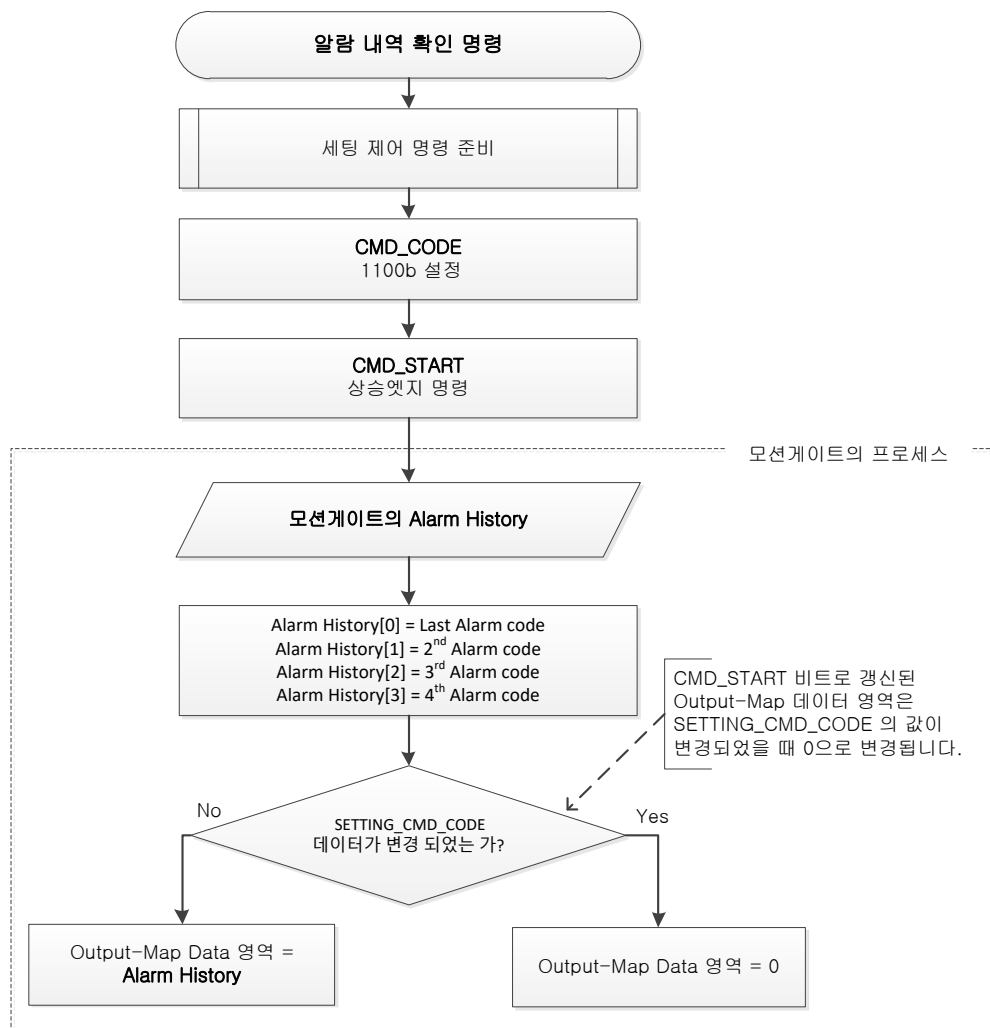 알람 내역 확인 명령
세팅 제어 명령 준비
CMD_CODE
1100b 설정
CMD_START
상승엣지 명령
모션게이트의 프로세스
모션게이트의 Alarm History
Alarm History[0] = Last Alarm code
Alarm History[1] = 2nd Alarm code
Alarm History[2] = 3rd Alarm code
Alarm History[3] = 4th Alarm code
CMD_START 비트로 갱신된
Output-Map 데이터 영역은
SETTING_CMD_CODE 의 값이
변경되었을 때 0으로 변경됩니다.
No
SETTING_CMD_CODE
데이터가 변경 되었는 가?
Yes
Output-Map Data 영역 =
Alarm History
Output-Map Data 영역 = 0